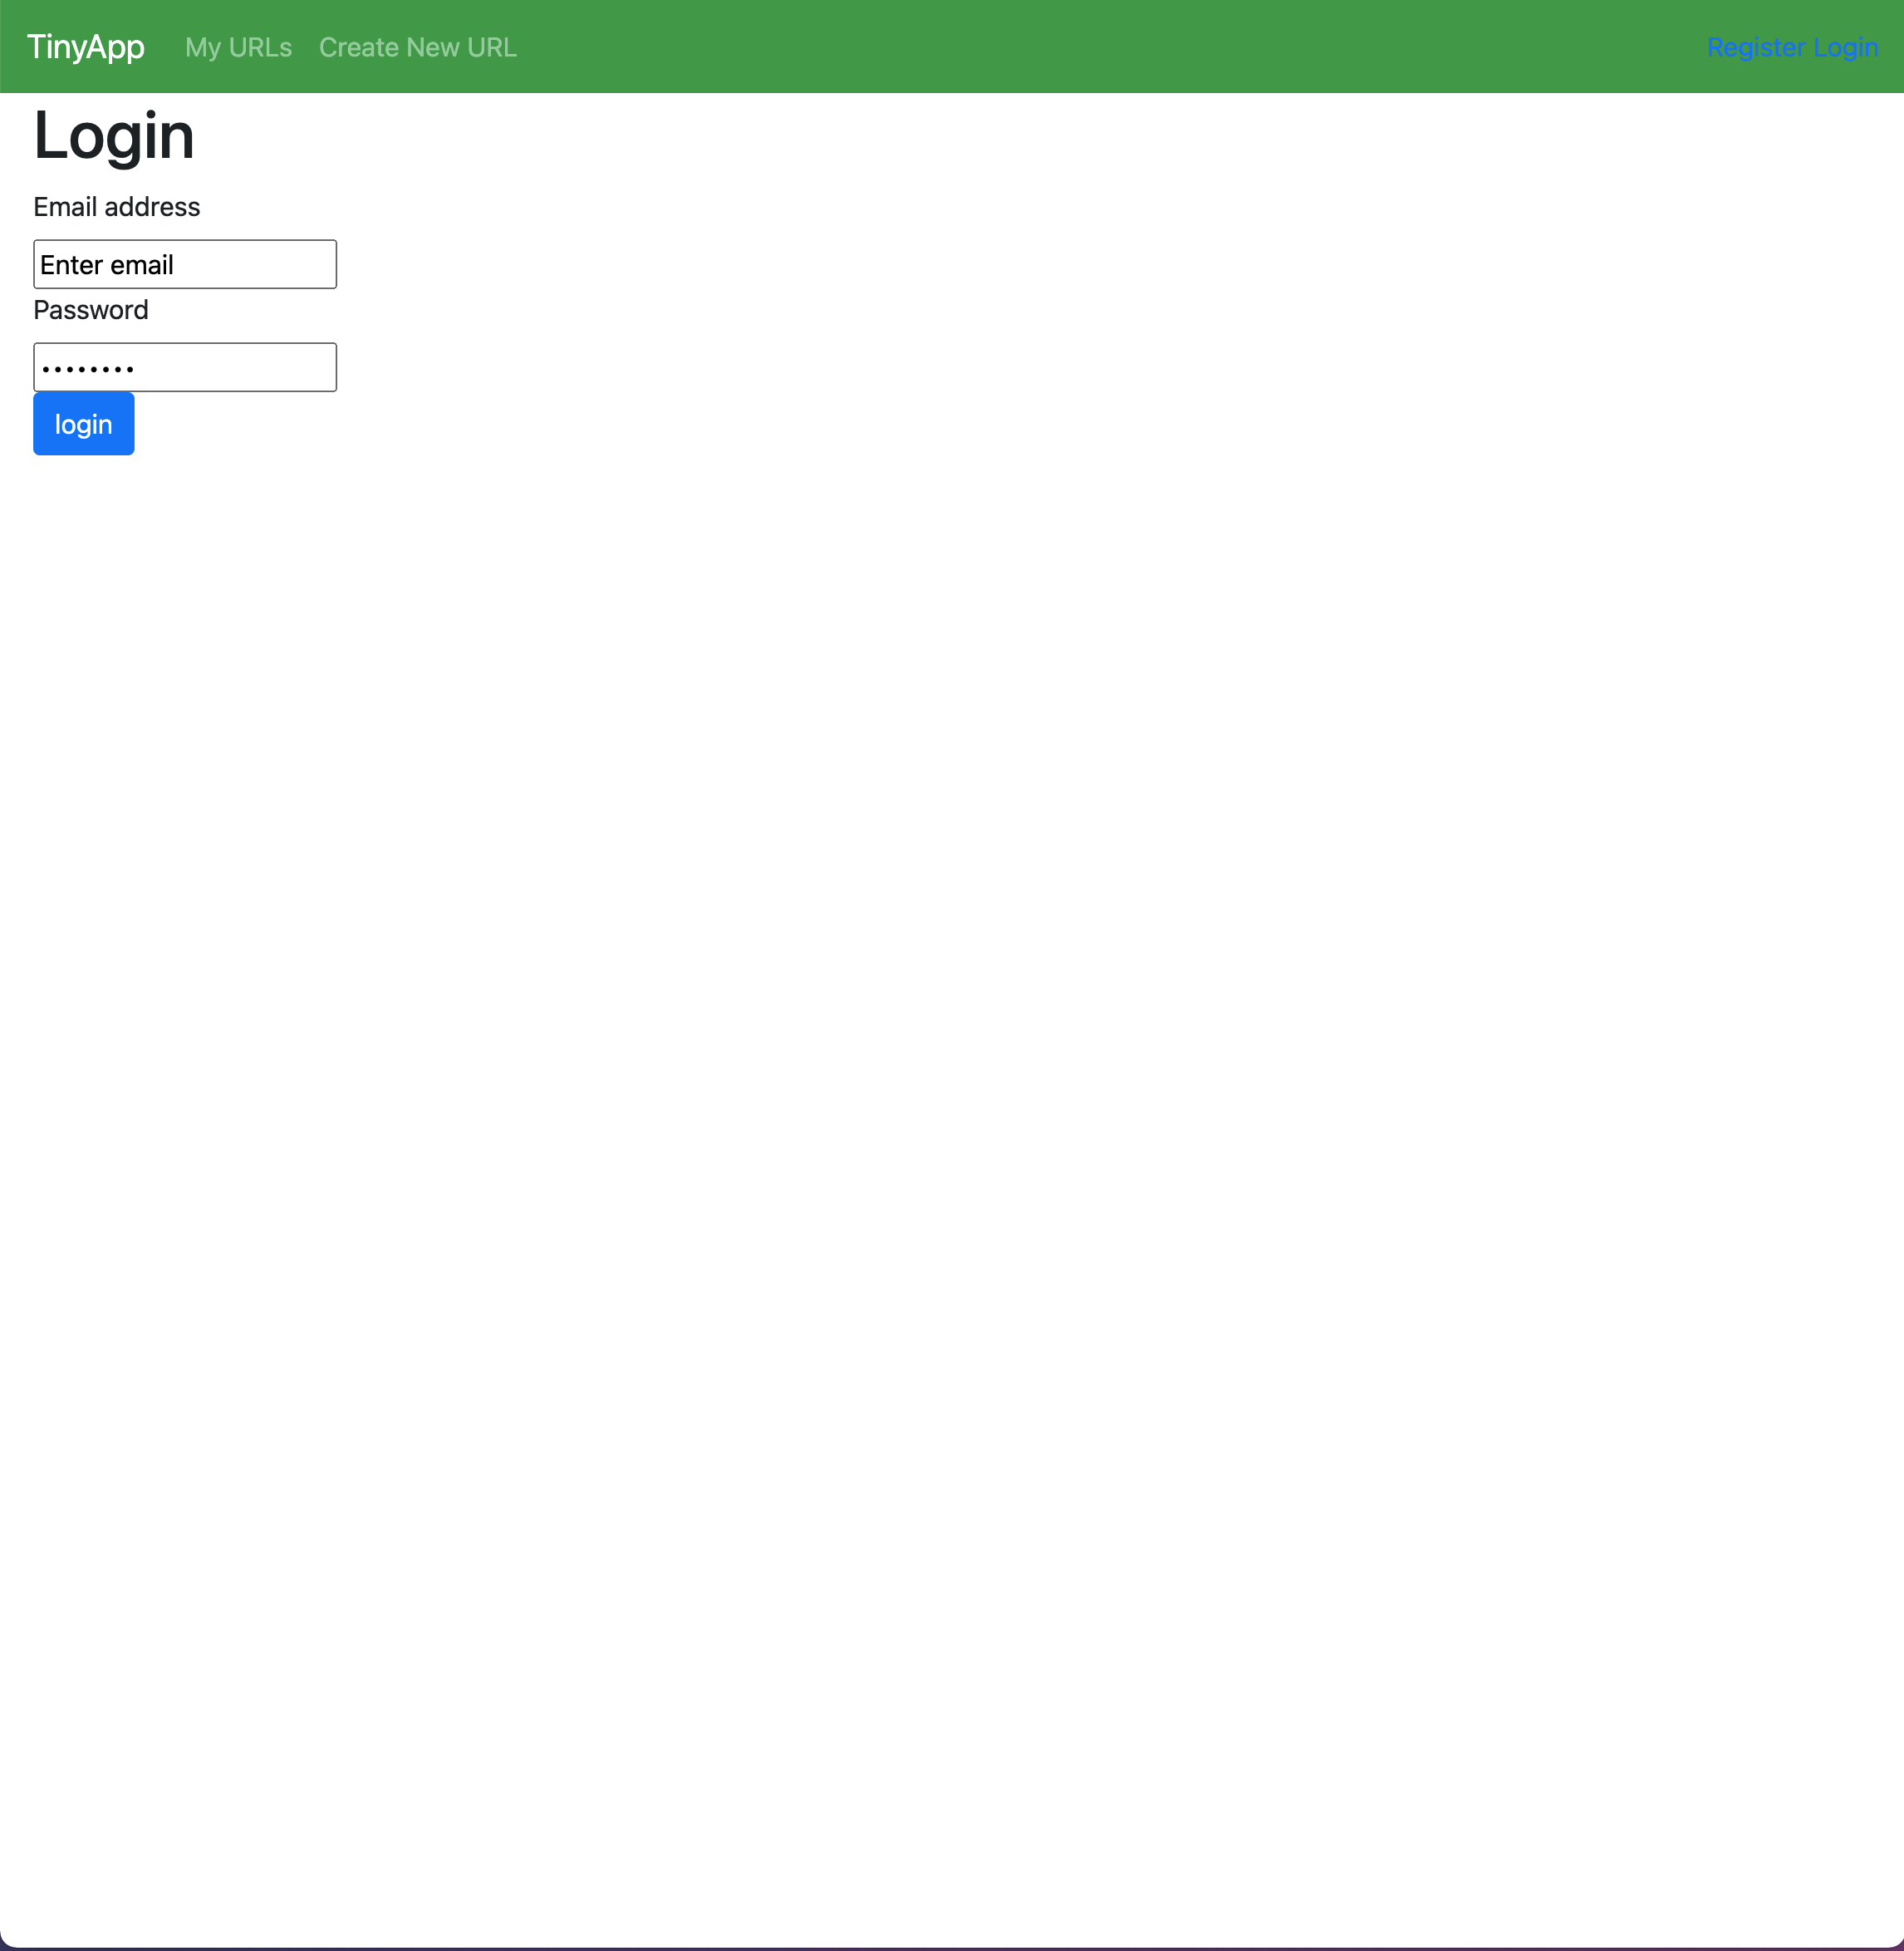 TinyApp My URLs Create New URL Register Login
Login
Email address
Enter email
Password
••••••••
login